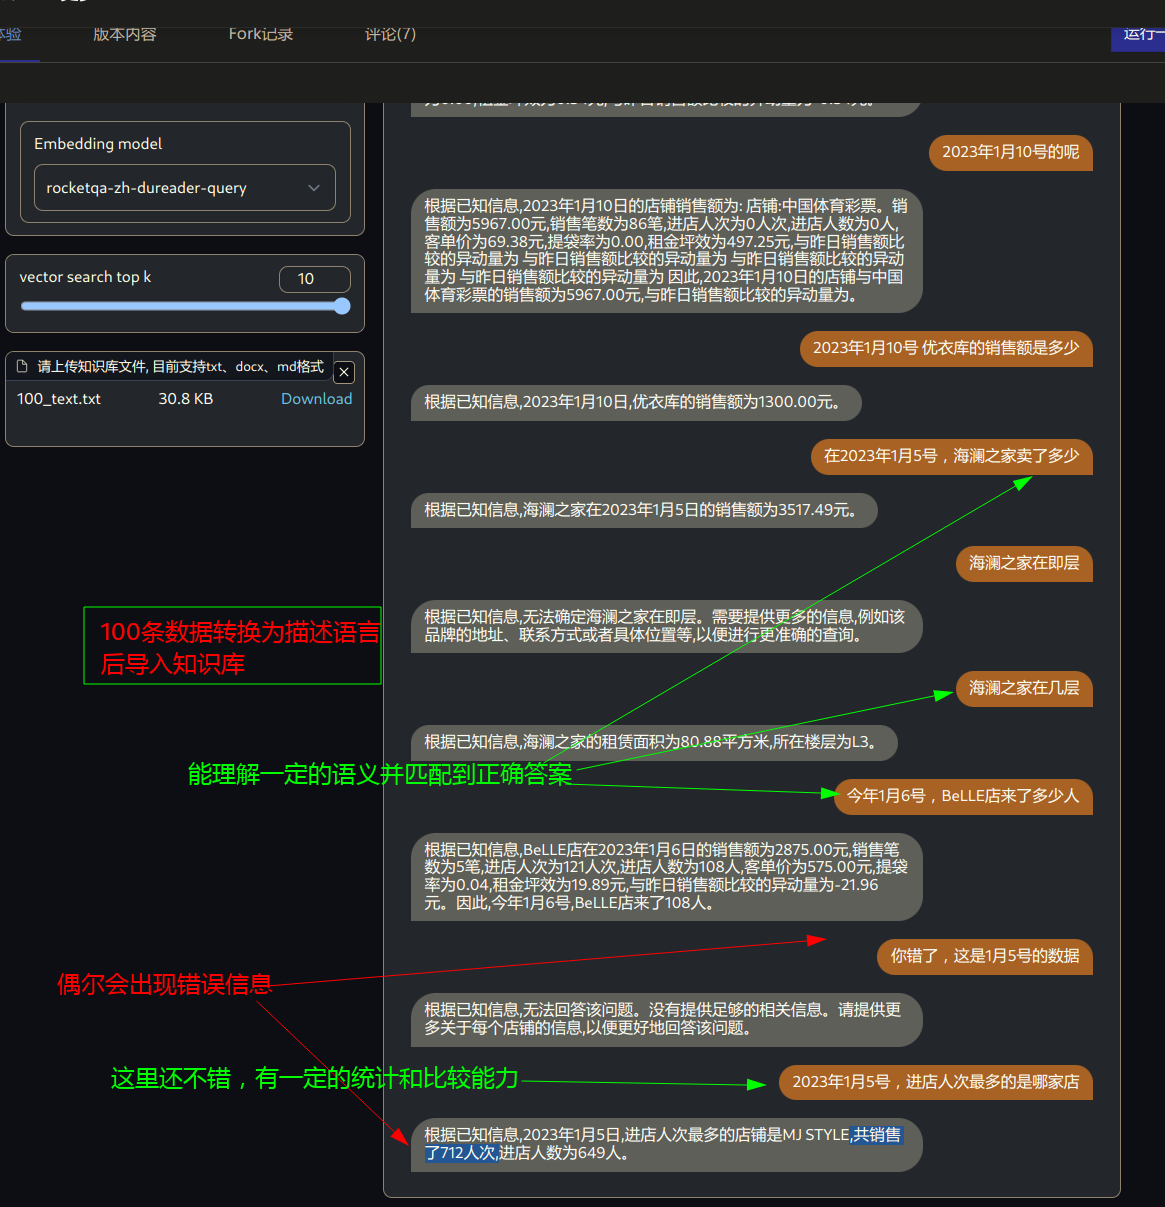 体验
版本内容
Fork记录
评论(7)
运行一
Embedding model
rocketqa-zh-dureader-query
vector search top k
10
请上传知识库文件, 目前支持txt、docx、md格式
100_text.txt
30.8 KB
Download
100条数据转换为描述语言
后导入知识库
能理解一定的语义并匹配到正确答案
偶尔会出现错误信息
这里还不错，有一定的统计和比较能力
2023年1月10号的呢
根据已知信息,2023年1月10日的店铺销售额为: 店铺:中国体育彩票。销
售额为5967.00元,销售笔数为86笔,进店人次为0人次,进店人数为0人,
客单价为69.38元,提袋率为0.00,租金坪效为497.25元,与昨日销售额比
较的异动量为 与昨日销售额比较的异动量为 与昨日销售额比较的异动
量为 与昨日销售额比较的异动量为 因此,2023年1月10日的店铺与中国
体育彩票的销售额为5967.00元,与昨日销售额比较的异动量为。
2023年1月10号 优衣库的销售额是多少
根据已知信息,2023年1月10日,优衣库的销售额为1300.00元。
在2023年1月5号，海澜之家卖了多少
根据已知信息,海澜之家在2023年1月5日的销售额为3517.49元。
海澜之家在即层
根据已知信息,无法确定海澜之家在即层。需要提供更多的信息,例如该
品牌的地址、联系方式或者具体位置等,以便进行更准确的查询。
海澜之家在几层
根据已知信息,海澜之家的租赁面积为80.88平方米,所在楼层为L3。
今年1月6号，BeLLE店来了多少人
根据已知信息,BeLLE店在2023年1月6日的销售额为2875.00元,销售笔
数为5笔,进店人次为121人次,进店人数为108人,客单价为575.00元,提袋
率为0.04,租金坪效为19.89元,与昨日销售额比较的异动量为-21.96
元。因此,今年1月6号,BeLLE店来了108人。
你错了，这是1月5号的数据
根据已知信息,无法回答该问题。没有提供足够的相关信息。请提供更
多关于每个店铺的信息,以便更好地回答该问题。
2023年1月5号，进店人次最多的是哪家店
根据已知信息,2023年1月5日,进店人次最多的店铺是MJ STYLE,共销售
了712人次,进店人数为649人。